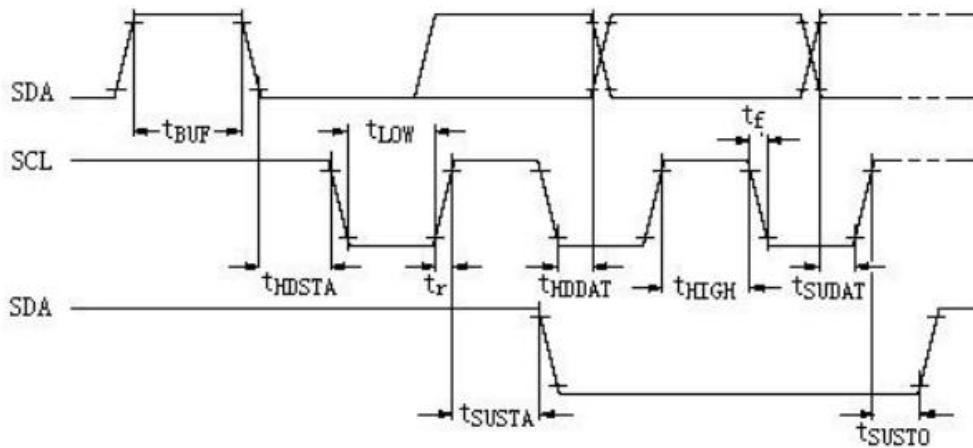 SDA
tBUF
tLOW
tf
SCL
tHDSTA
tr
tHDDAT
tHIGH
tSUDAT
SDA
tSUSTA
tSUSTO